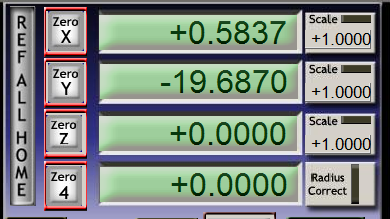 REF ALL HOME
Zero X +0.5837 Scale +1.0000
Zero Y -19.6870 Scale +1.0000
Zero Z +0.0000 Scale +1.0000
Zero 4 +0.0000 Radius Correct